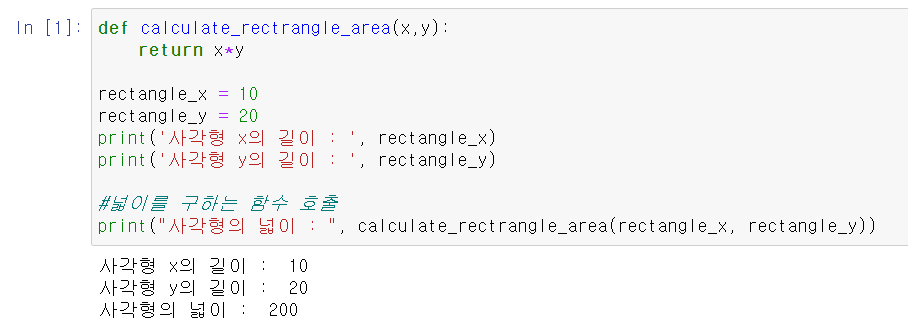 In [1]: def calculate_rectrangle_area(x,y):
    return x*y
rectangle_x = 10
rectangle_y = 20
print('사각형 x의 길이 : ', rectangle_x)
print('사각형 y의 길이 : ', rectangle_y)
#넓이를 구하는 함수 호출
print("사각형의 넓이 : ", calculate_rectrangle_area(rectangle_x, rectangle_y))
사각형 x의 길이 :  10
사각형 y의 길이 :  20
사각형의 넓이 :  200